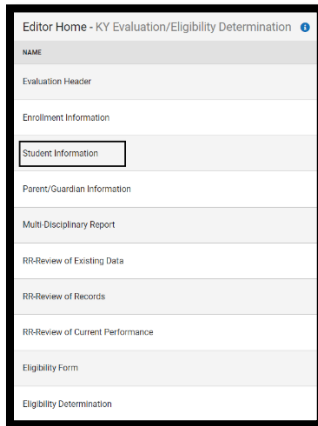 Editor Home - KY Evaluation/Eligibility Determination
NAME
Evaluation Header
Enrollment Information
Student Information
Parent/Guardian Information
Multi-Disciplinary Report
RR-Review of Existing Data
RR-Review of Records
RR-Review of Current Performance
Eligibility Form
Eligibility Determination